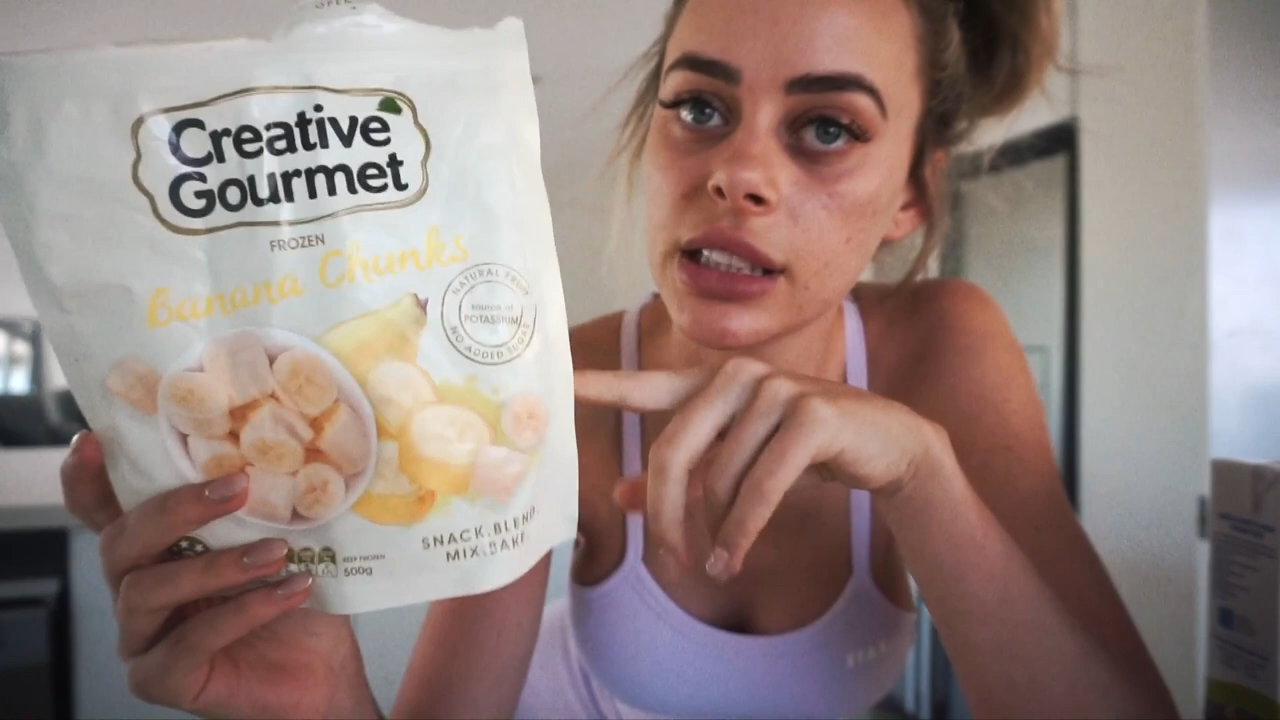 Creative
Gourmet
FROZEN
Banana Chunks
NATURAL FRUIT
source of
POTASSIUM
NO ADDED SUGAR
SNACK.BLEND
MIX.BAKE
KEEP FROZEN
500g